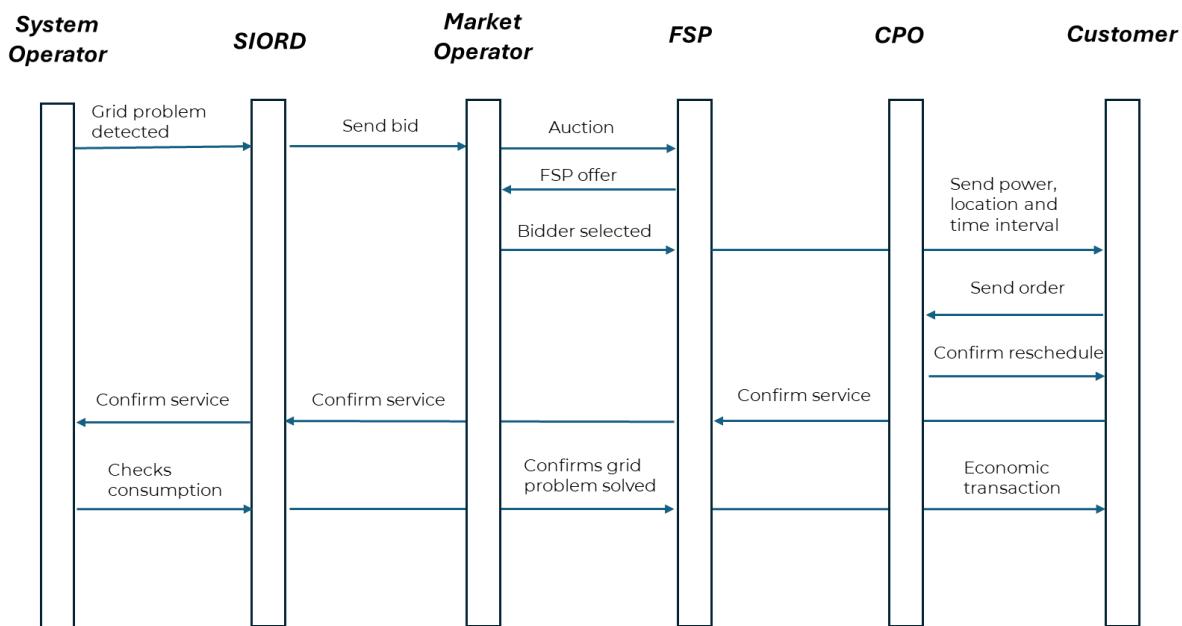 System
Operator
SIORD
Market
Operator
FSP
CPO
Customer
Grid problem
detected
Send bid
Auction
FSP offer
Send power,
location and
time interval
Bidder selected
Send order
Confirm reschedule
Confirm service
Confirm service
Confirm service
Checks
consumption
Confirms grid
problem solved
Economic
transaction